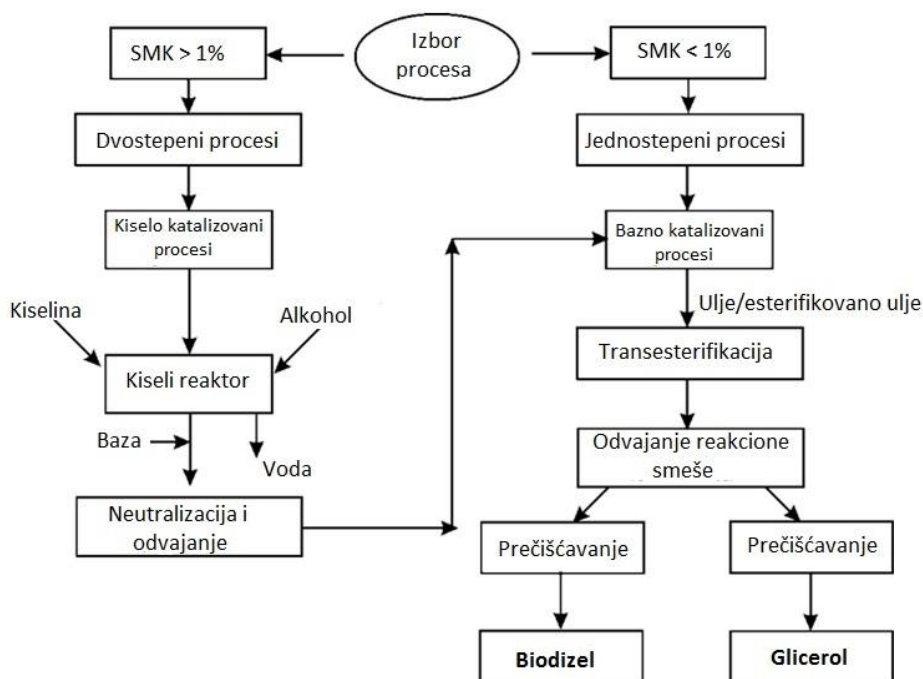 SMK > 1%
Izbor
procesa
SMK < 1%
Dvostepeni procesi
Jednostepeni procesi
Kiselo katalizovani
procesi
Bazno katalizovani
procesi
Kiselina
Alkohol
Ulje/esterifikovano ulje
Kiseli reaktor
Transesterifikacija
Baza
Voda
Odvajanje reakcione
smeše
Neutralizacija i
odvajanje
Prečišćavanje
Prečišćavanje
Biodizel
Glicerol